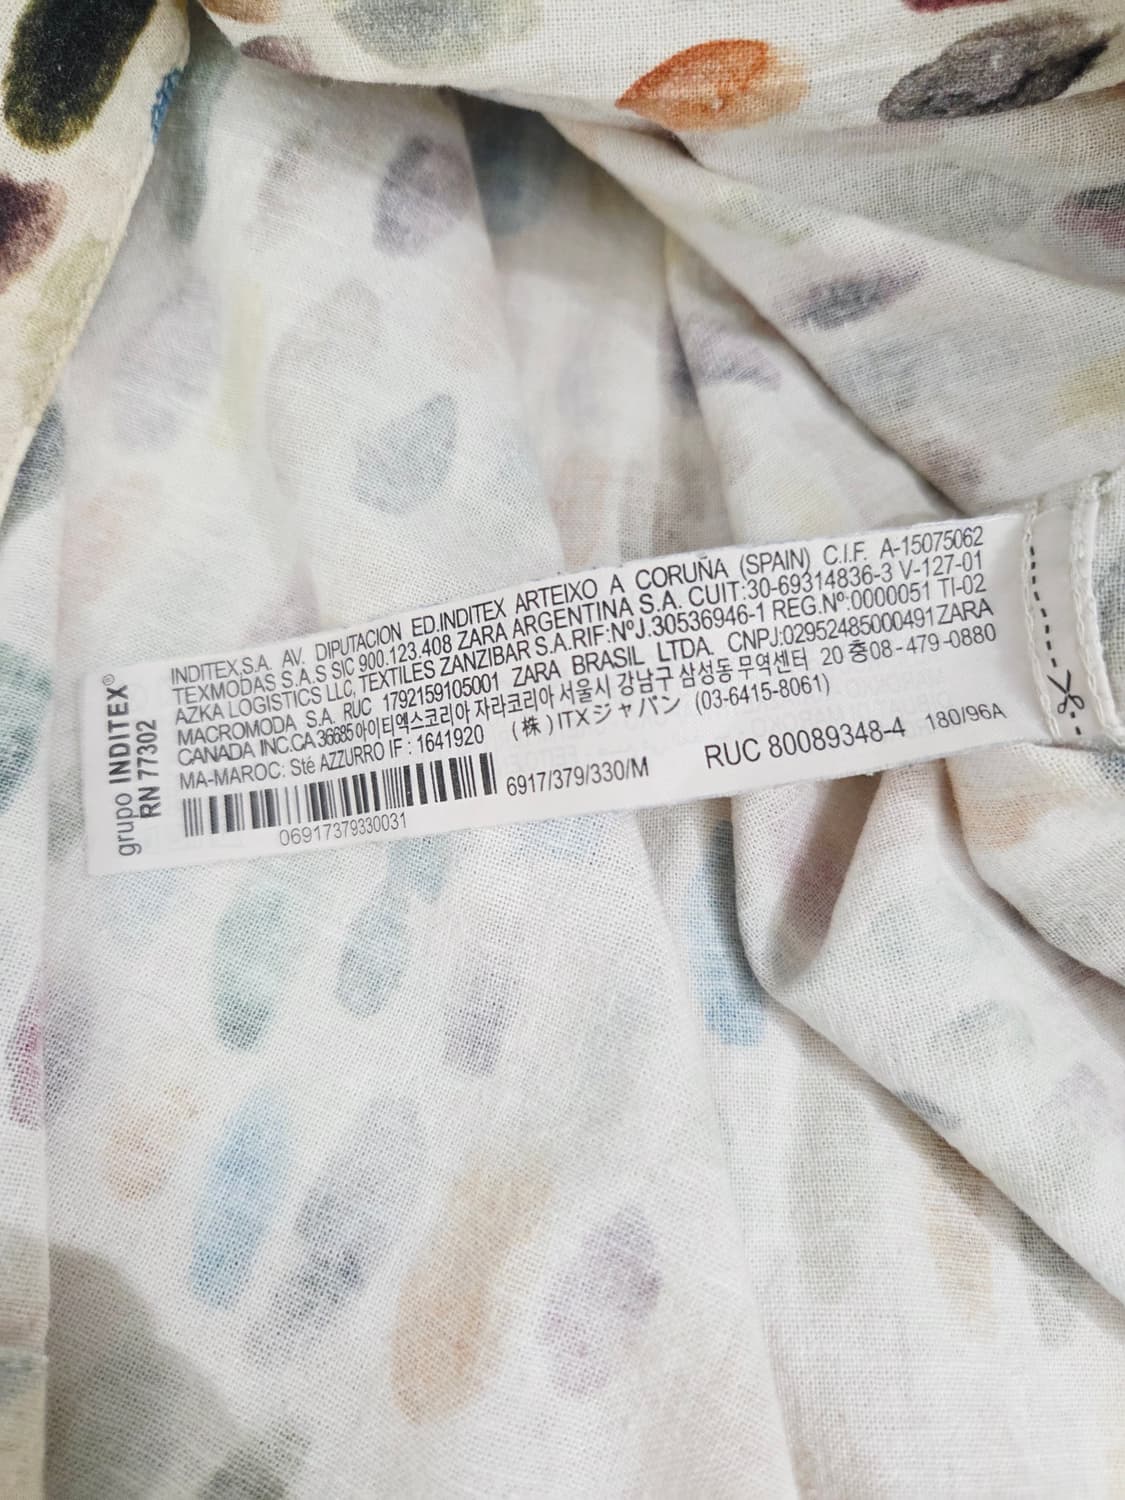 grupo INDITEX®
RN 77302
INDITEX,S.A. AV. DIPUTACION ED.INDITEX ARTEIXO A CORUÑA (SPAIN) C.I.F. A-15075062
TEXMODAS S.A.S SIC 900.123.408 ZARA ARGENTINA S.A. CUIT:30-69314836-3 V-127-01
AZKA LOGISTICS LLC, TEXTILES ZANZIBAR S.A.RIF:NºJ.30536946-1 REG.Nº:0000051 TI-02
MACROMODA S.A. RUC 1792159105001 ZARA BRASIL LTDA. CNPJ:02952485000491ZARA
CANADA INC.CA 36685 아이티엑스코리아 자라코리아 서울시 강남구 삼성동 무역센터 20층08-479-0880
MA-MAROC: Sté AZZURRO IF : 1641920 (株)ITXジャパン (03-6415-8061)
06917379330031
6917/379/330/M
RUC 80089348-4 180/96A